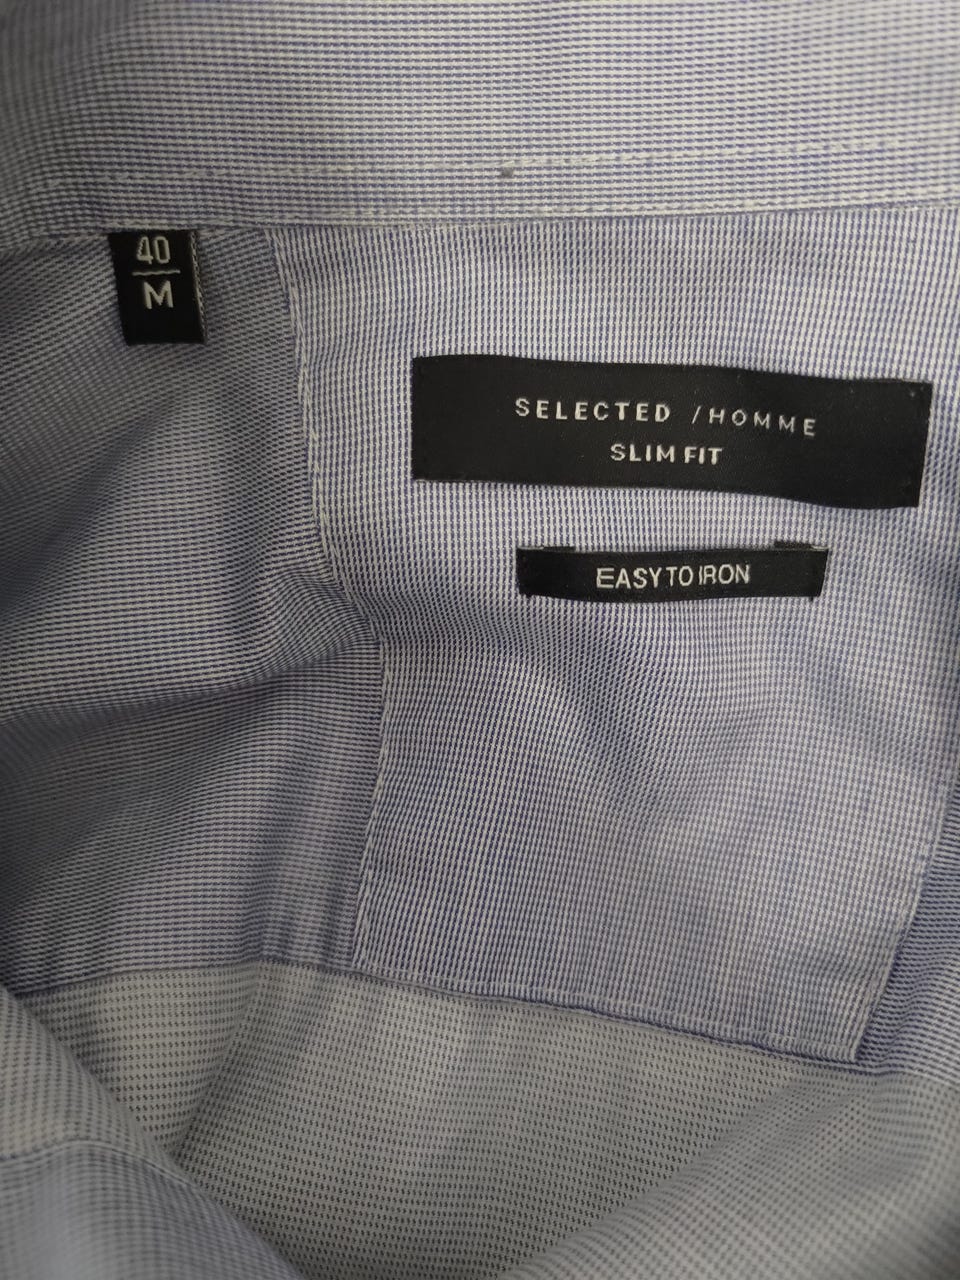 40
M
SELECTED /HOMME
SLIM FIT
EASY TO IRON